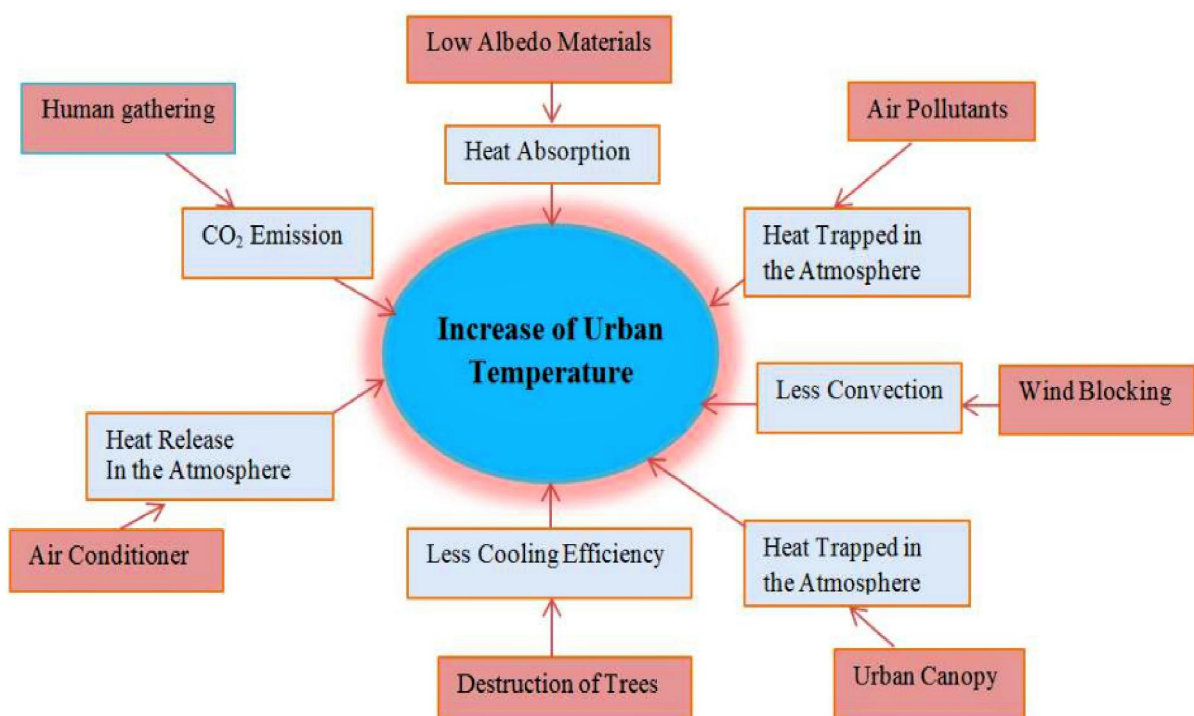 Low Albedo Materials
Human gathering
Air Pollutants
Heat Absorption
CO₂ Emission
Heat Trapped in
the Atmosphere
Increase of Urban
Temperature
Less Convection
Wind Blocking
Heat Release
In the Atmosphere
Air Conditioner
Less Cooling Efficiency
Heat Trapped in
the Atmosphere
Destruction of Trees
Urban Canopy